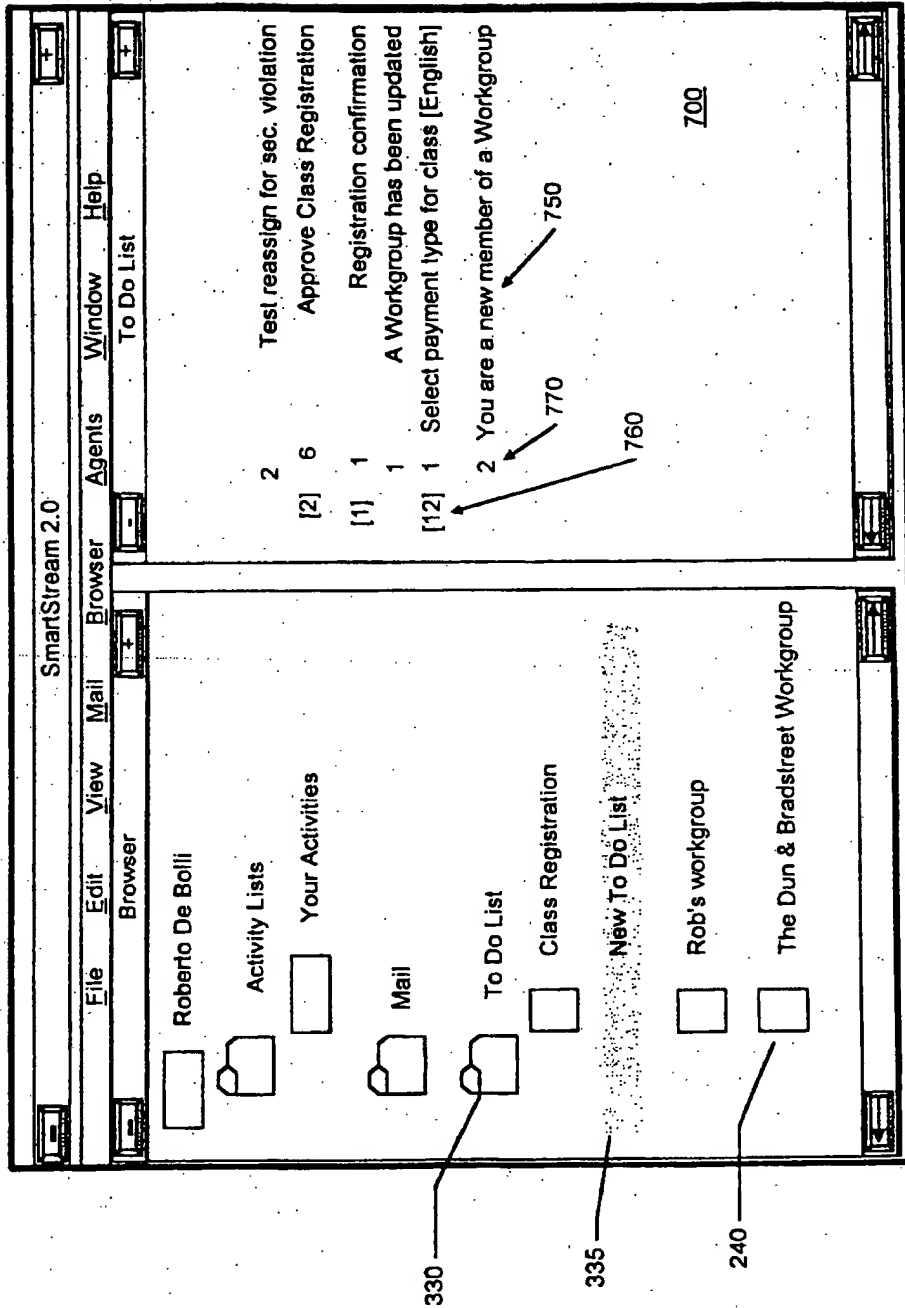 SmartStream 2.0
File Edit View Mail Browser Agents Window Help
Browser
Roberto De Bolli
Activity Lists
Your Activities
Mail
To Do List
Class Registration
New To Do List
Rob's workgroup
The Dun & Bradstreet Workgroup
330
335
240
To Do List
2 Test reassign for sec. violation
[2] 6 Approve Class Registration
[1] 1 Registration confirmation
1 A Workgroup has been updated
[12] 1 Select payment type for class [English]
2 You are a new member of a Workgroup
760
770
750
700